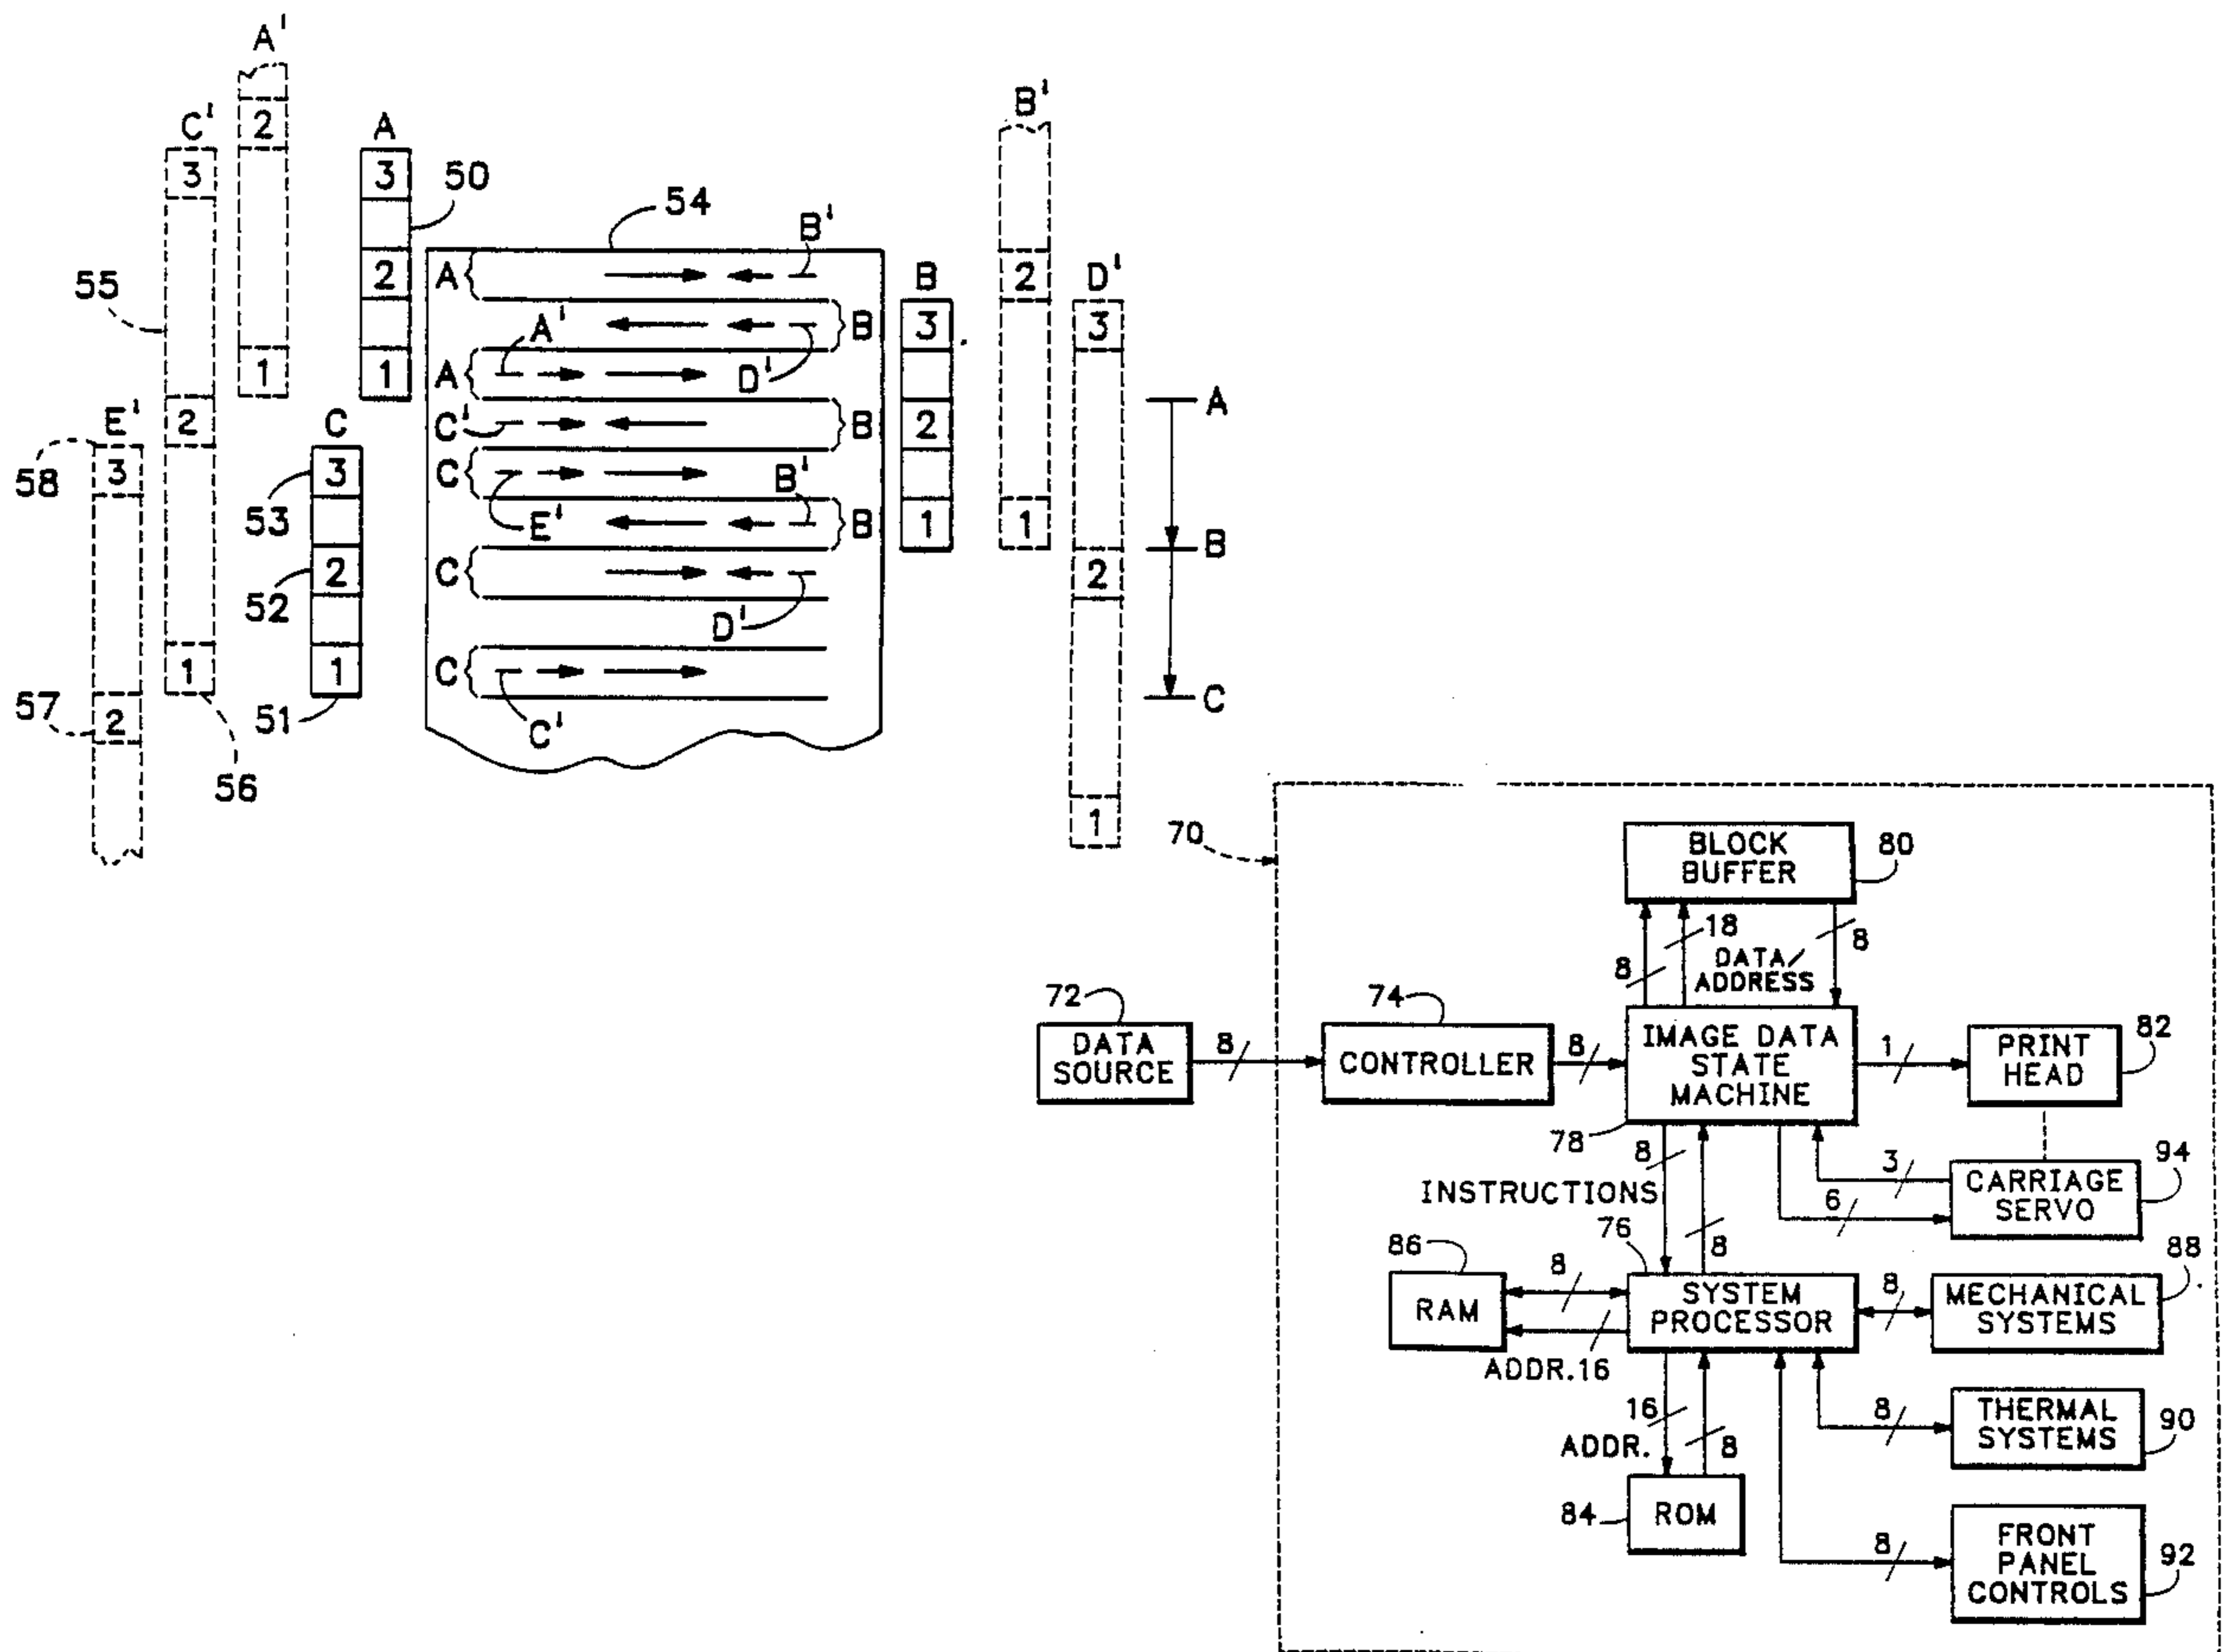 A'
C'
2
A
B'
3
3
50
54
B'
A
2
2
B
D'
55
B
3
3
A'
1
1
A
D'
A
E'
2
C
C'
B
2
58
3
3
C
B'
53
E'
B
1
1
B
2
C
2
52
D'
1
1
C
C
57
2
51
C'
56
1
70
BLOCK
BUFFER
80
18
8
8
DATA/
ADDRESS
72
74
DATA
SOURCE
8
CONTROLLER
8
IMAGE DATA
STATE
MACHINE
1
PRINT
HEAD
82
78
8
3
CARRIAGE
SERVO
94
INSTRUCTIONS
6
76
8
86
8
RAM
SYSTEM
PROCESSOR
8
MECHANICAL
SYSTEMS
88
ADDR.16
16
ADDR.
8
8
THERMAL
SYSTEMS
90
84
ROM
8
FRONT
PANEL
CONTROLS
92